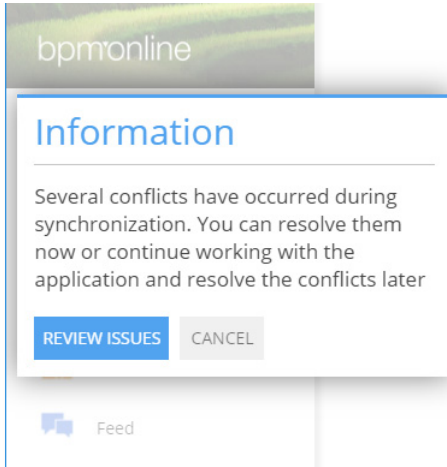 bpm'online
Information
Several conflicts have occurred during
synchronization. You can resolve them
now or continue working with the
application and resolve the conflicts later
REVIEW ISSUES CANCEL
Feed